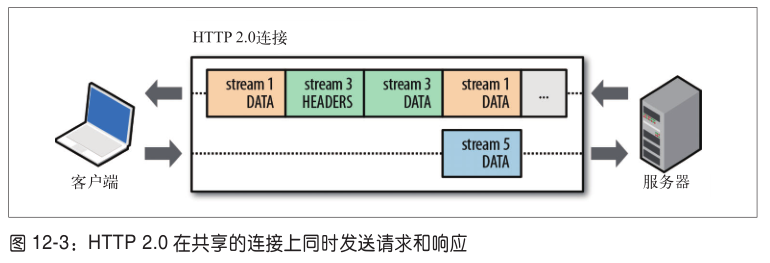 HTTP 2.0连接
stream 1
DATA
stream 3
HEADERS
stream 3
DATA
stream 1
DATA
...
stream 5
DATA
客户端
服务器
图 12-3：HTTP 2.0 在共享的连接上同时发送请求和响应